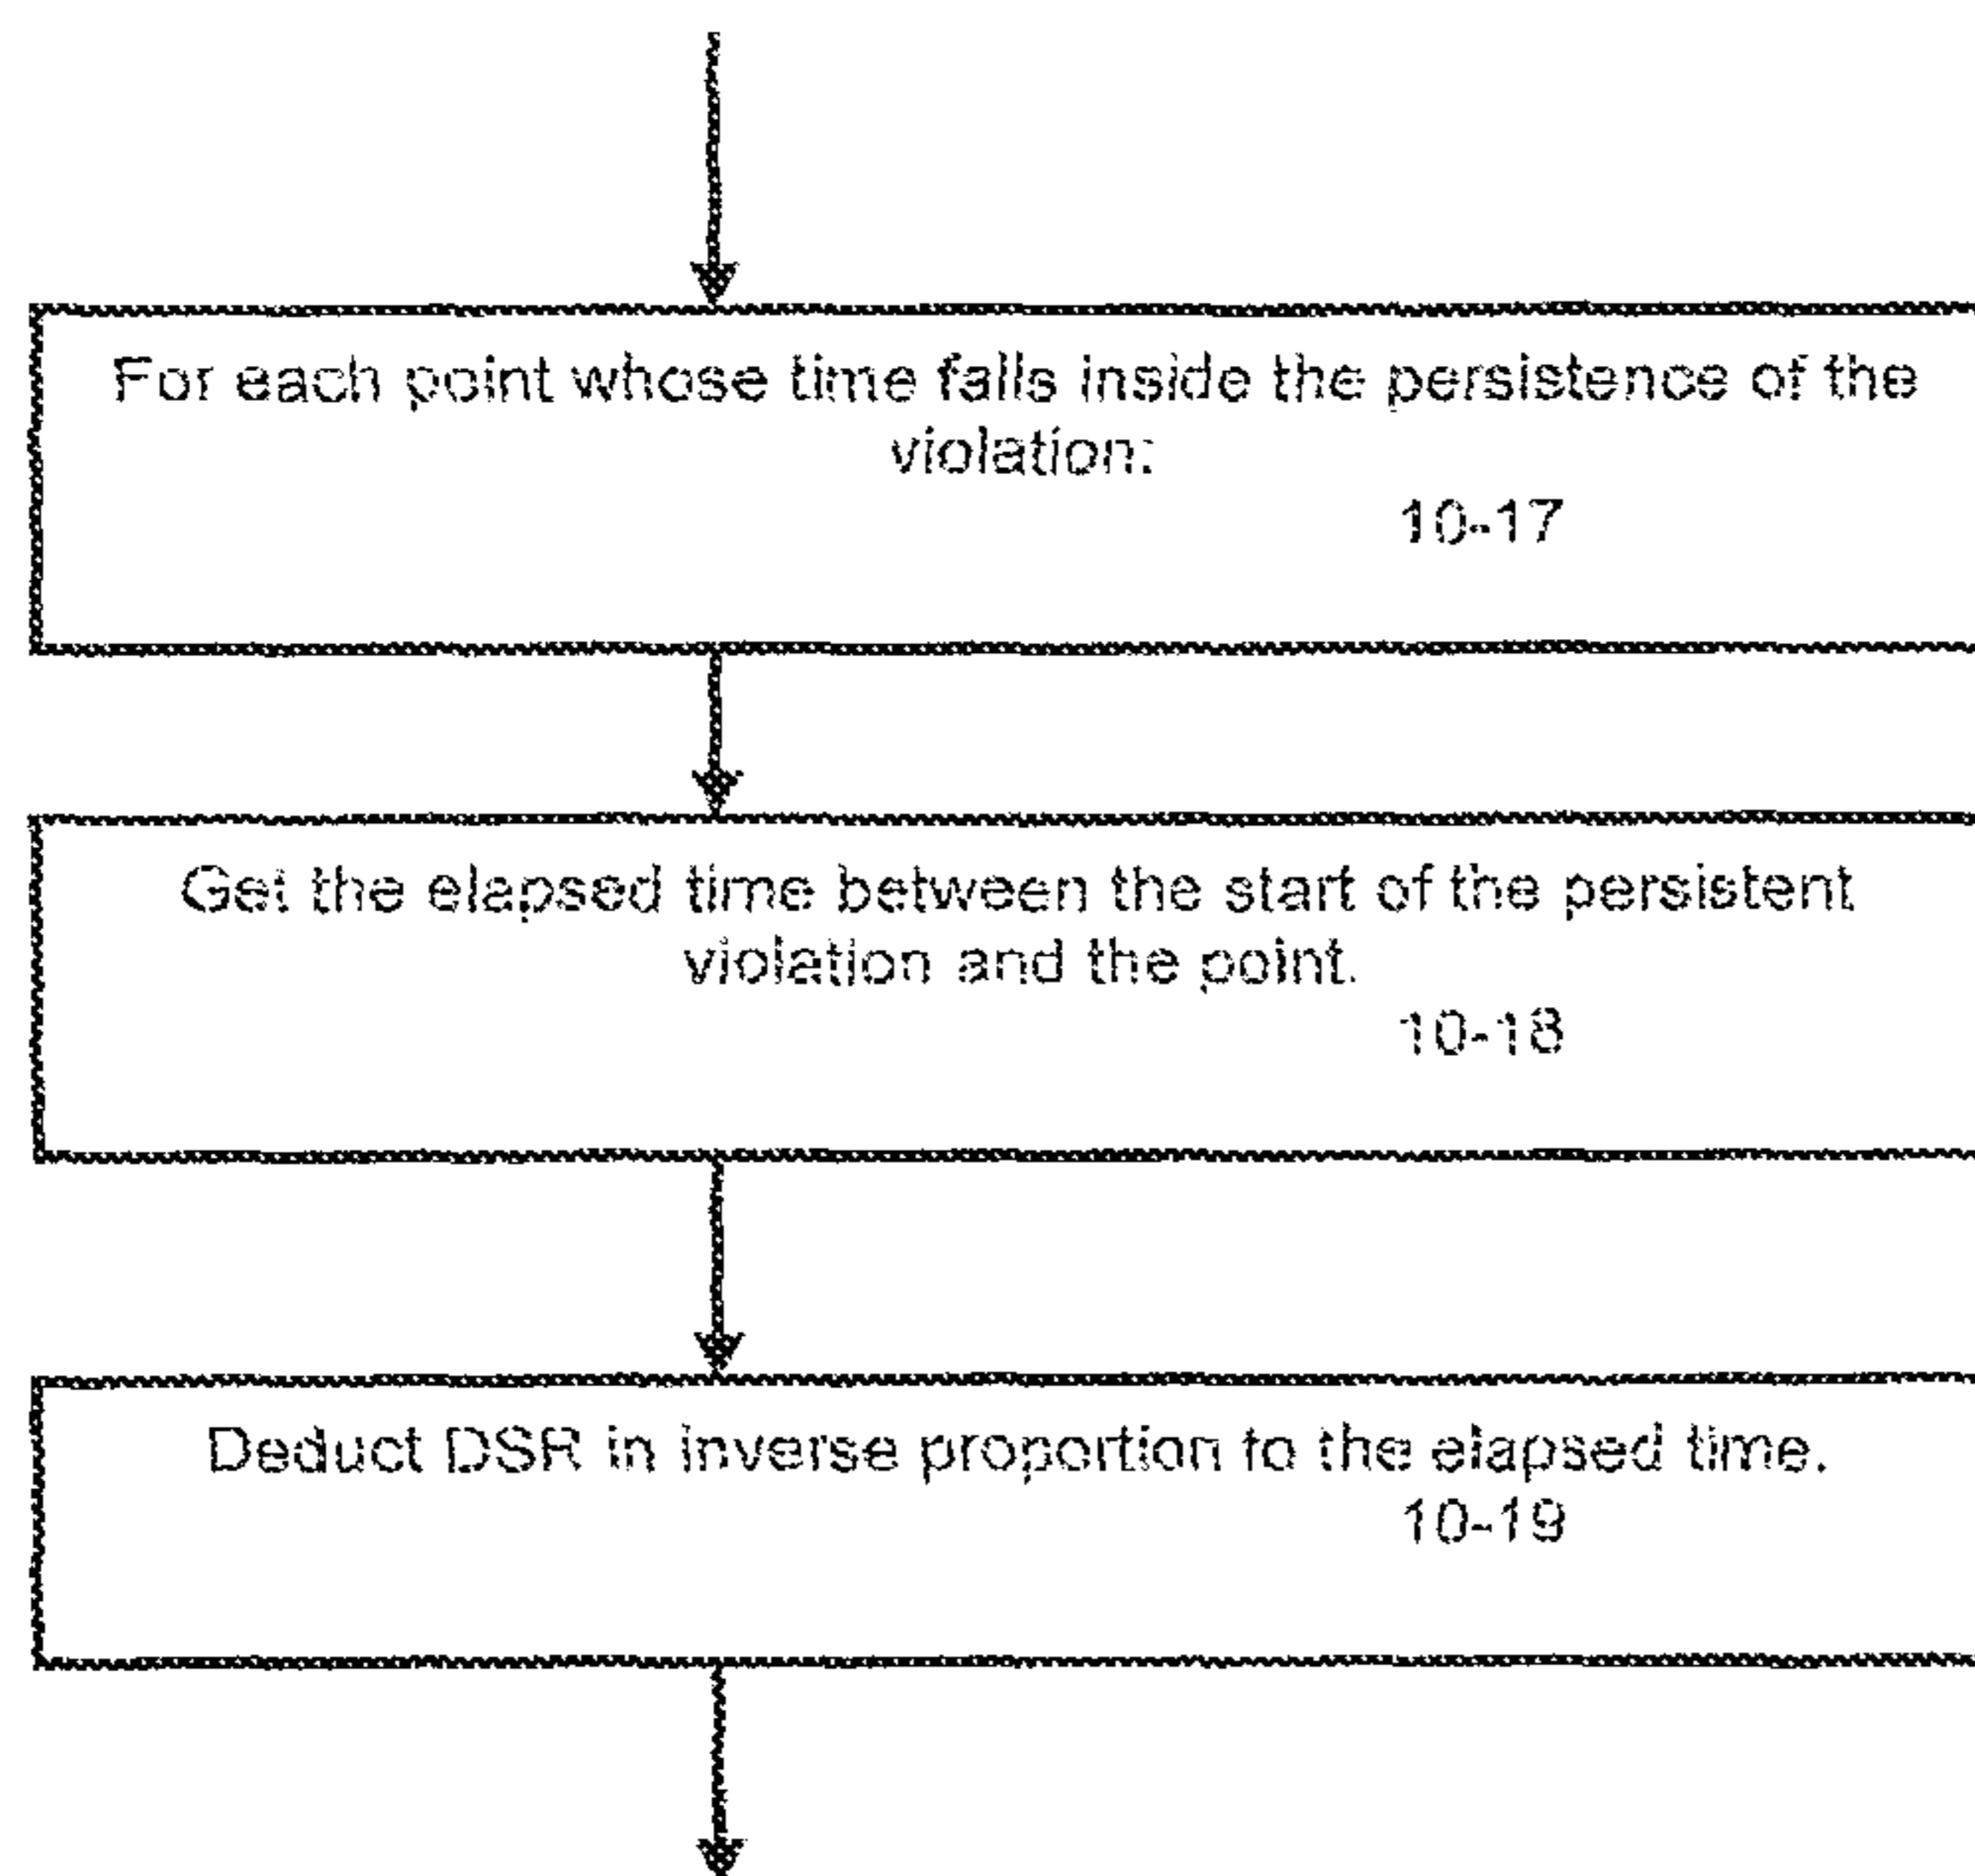 For each point whose time falls inside the persistence of the
violation:
10-17
Get the elapsed time between the start of the persistent
violation and the point.
10-18
Deduct DSR in inverse proportion to the elapsed time.
10-19